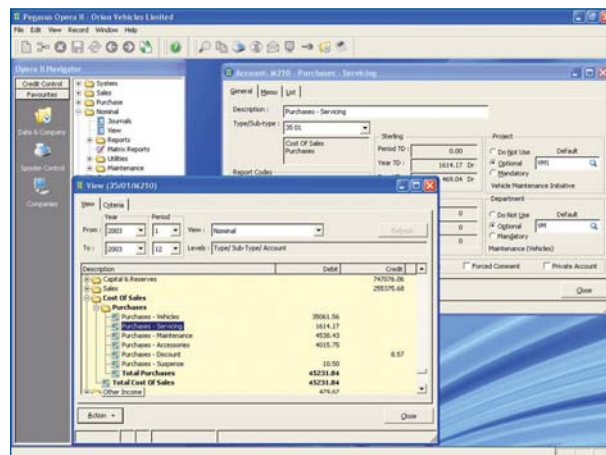 Pegasus Opera II - Orion Vehicles Limited
File Edit View Record Window Help
Opera II Navigator
Credit Control
Favourites
Date & Company
Spooler Control
Companies
System
Sales
Purchase
Nominal
Journals
View
Reports
Matrix Reports
Utilities
Maintenance
Account: M210 - Purchases - Servicing
General Memo List
Description : Purchases - Servicing
Type/Sub-type : 35 01
Cost Of Sales
Purchases
Report Codes
Sterling
Period TD : 0.00
Year TD : 1614.17 Dr
469.04 Dr
0
0
0
Project
Do Not Use Default
Optional VM1
Mandatory
Vehicle Maintenance Initiative
Department
Do Not Use Default
Optional VM
Mandatory
Maintenance (Vehicles)
Forced Comment Private Account
Close
View (35/01/M210)
View Criteria
Year Period
From : 2003 1 View : Nominal Refresh
To : 2003 12 Levels : Type/ Sub-Type/ Account
Description Debit Credit
Capital & Reserves 747076.06
Sales 255375.68
Cost Of Sales
Purchases
Purchases - Vehicles 35061.56
Purchases - Servicing 1614.17
Purchases - Maintenance 4538.43
Purchases - Accessories 4015.75
Purchases - Discount 8.57
Purchases - Suspense 10.50
Total Purchases 45231.84
Total Cost Of Sales 45231.84
Other Income 479.67
Action Close